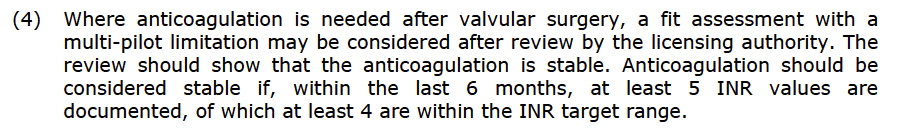 (4) Where anticoagulation is needed after valvular surgery, a fit assessment with a
multi-pilot limitation may be considered after review by the licensing authority. The
review should show that the anticoagulation is stable. Anticoagulation should be
considered stable if, within the last 6 months, at least 5 INR values are
documented, of which at least 4 are within the INR target range.